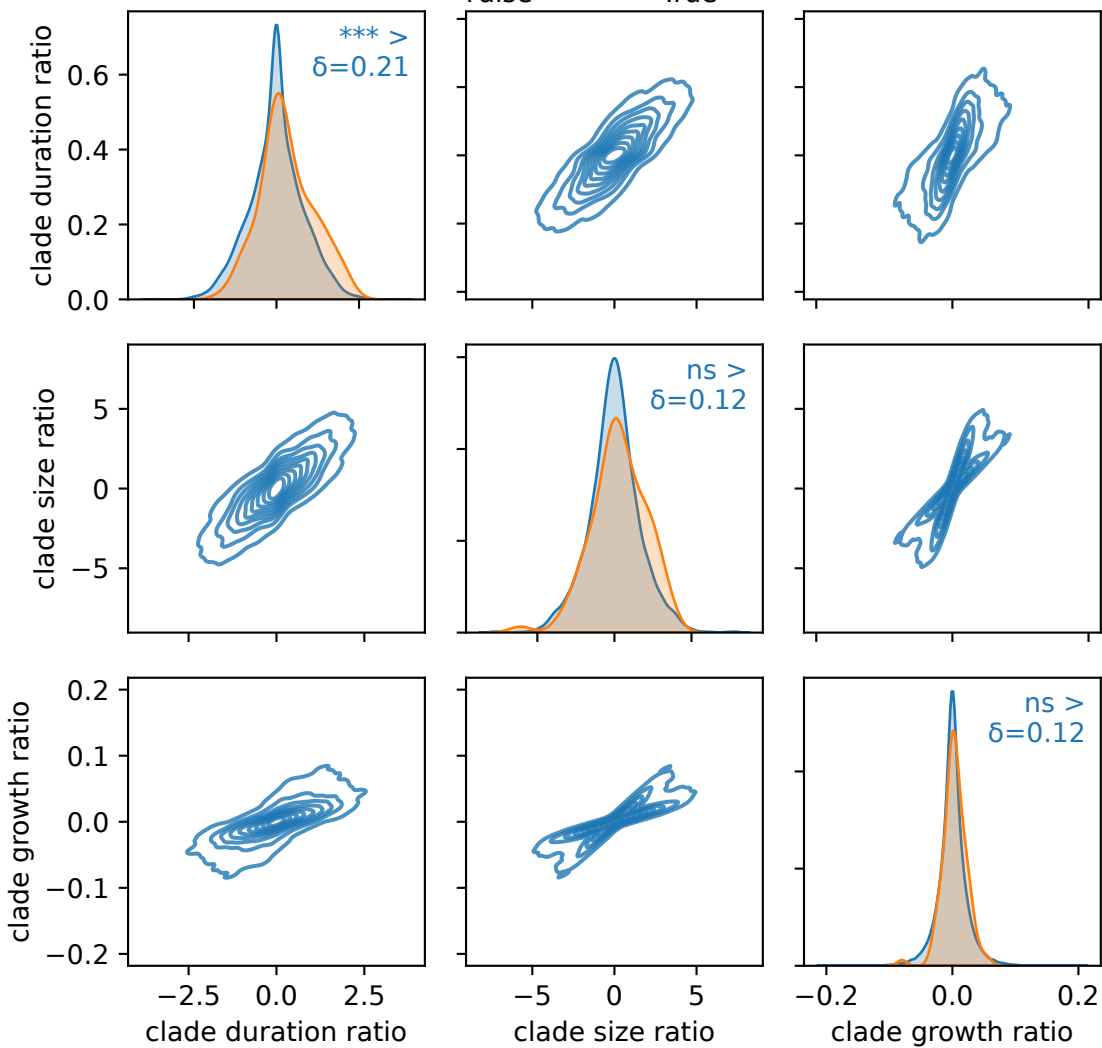 *** >
δ=0.21
clade duration ratio
0.6
0.4
0.2
0.0
ns >
δ=0.12
clade size ratio
5
0
−5
ns >
δ=0.12
clade growth ratio
0.2
0.1
0.0
−0.1
−0.2
−2.5 0.0 2.5
−5 0 5
−0.2 0.0 0.2
clade duration ratio
clade size ratio
clade growth ratio